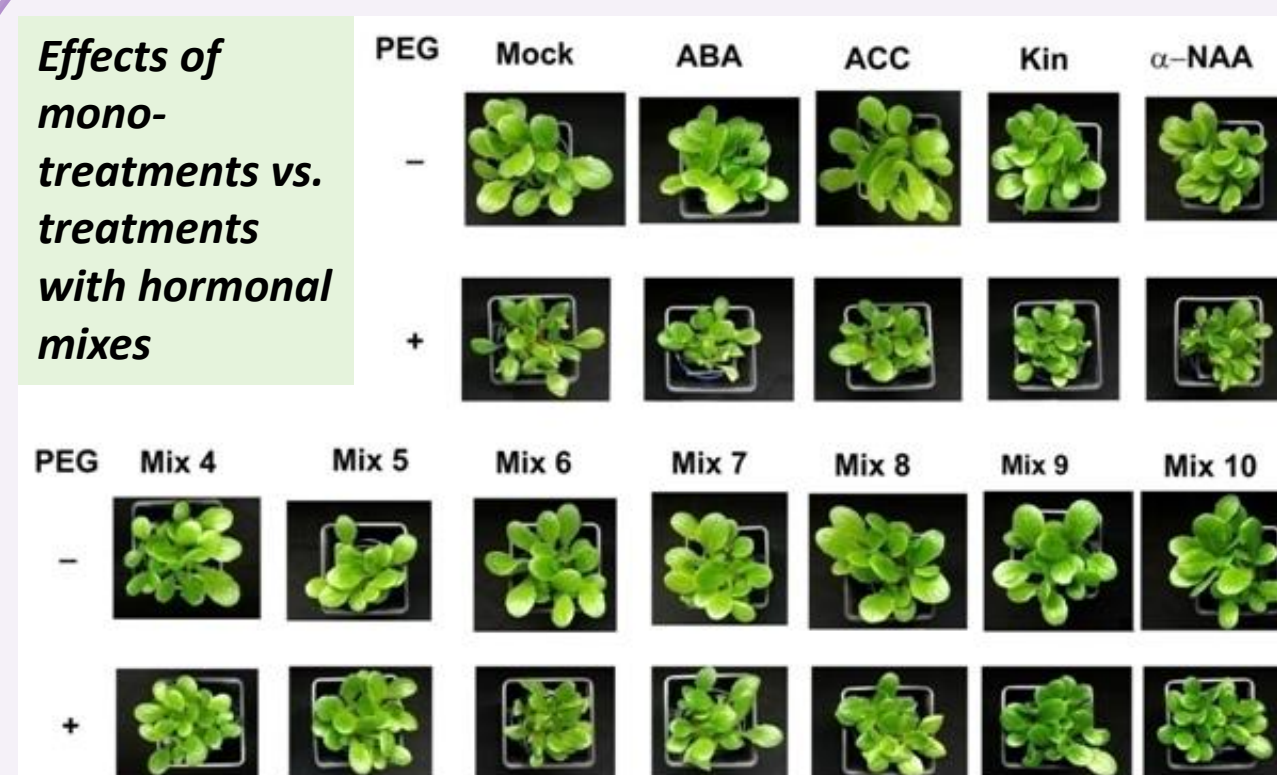 Effects of
mono-
treatments vs.
treatments
with hormonal
mixes
PEG Mock ABA ACC Kin α–NAA
–
+
PEG Mix 4 Mix 5 Mix 6 Mix 7 Mix 8 Mix 9 Mix 10
–
+